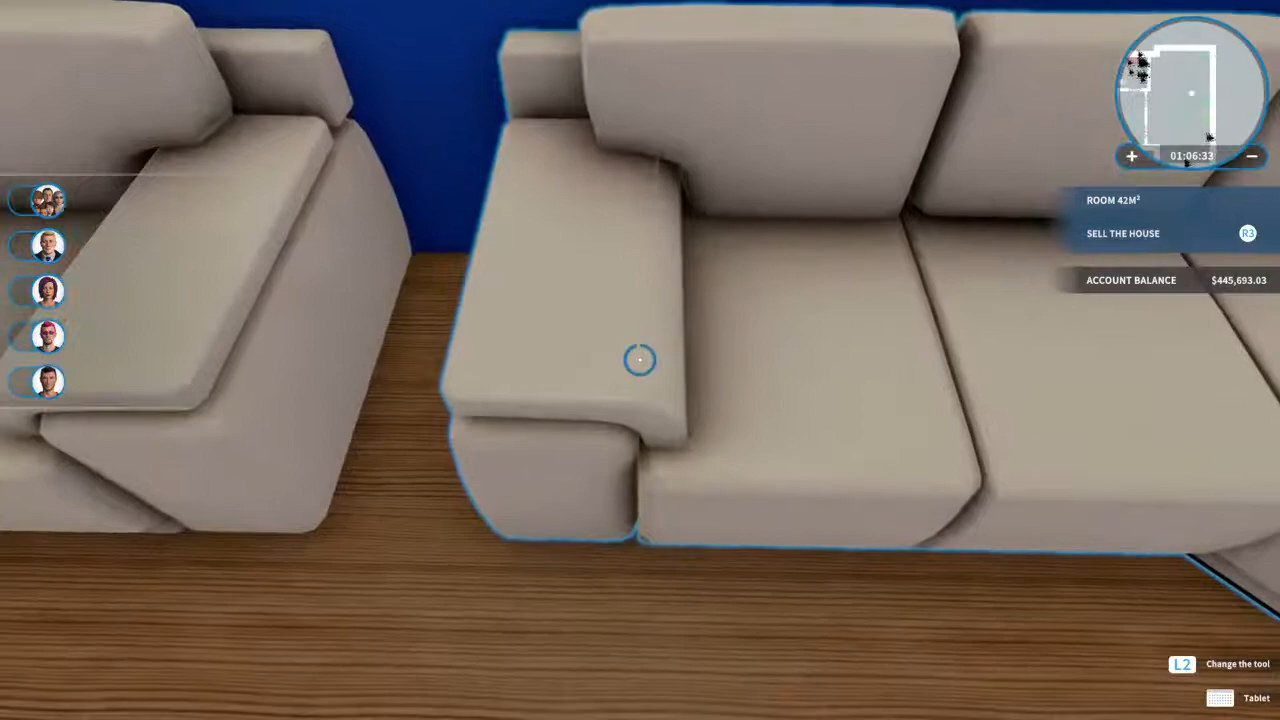 + 01:06:33 −
ROOM 42M²
SELL THE HOUSE R3
ACCOUNT BALANCE $445,693.03
L2 Change the tool
Tablet